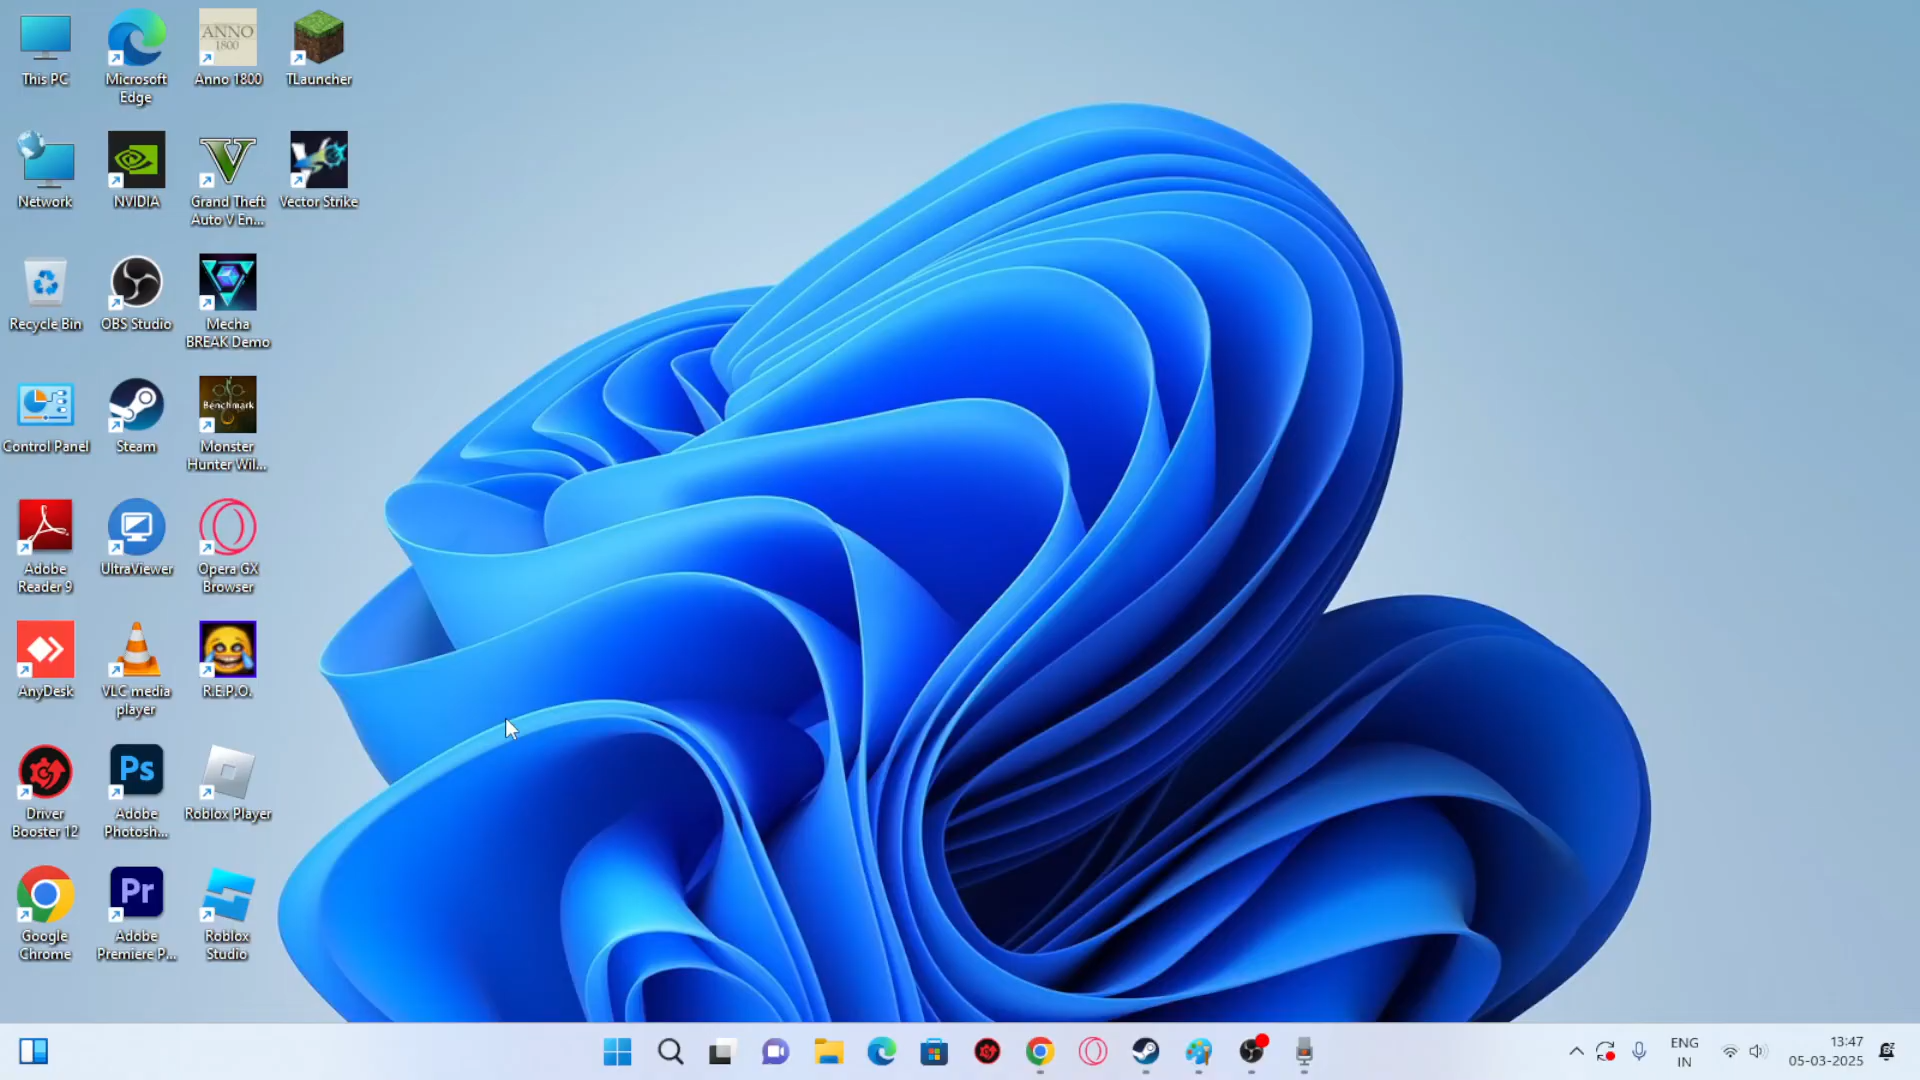 This PC
Microsoft
Edge
ANNO
1800
Anno 1800
TLauncher
Network
NVIDIA
V
Grand Theft
Auto V En...
Vector Strike
Recycle Bin
OBS Studio
Mecha
BREAK Demo
Control Panel
Steam
Benchmark
Monster
Hunter Wil...
Adobe
Reader 9
UltraViewer
Opera GX
Browser
AnyDesk
VLC media
player
R.E.P.O.
Driver
Booster 12
Ps
Adobe
Photosh...
Roblox Player
Google
Chrome
Pr
Adobe
Premiere P...
Roblox
Studio
ENG
IN
13:47
05-03-2025